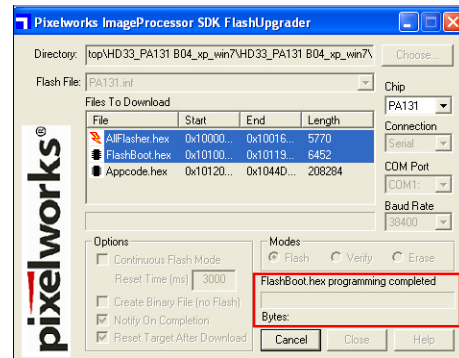 Pixelworks ImageProcessor SDK FlashUpgrader
Directory: top\HD33_PA131 B04_xp_win7\HD33_PA131 B04_xp_win7\ Choose...
Flash File: PA131.inf
Chip
PA131
Files To Download
File Start End Length
AllFlasher.hex 0x10000... 0x10016... 5770
FlashBoot.hex 0x10100... 0x10119... 6452
Appcode.hex 0x10120... 0x1044D... 208284
Connection
Serial
COM Port
COM1:
Baud Rate
38400
pixelworks®
Options
Continuous Flash Mode
Reset Time (ms) 3000
Create Binary File (no Flash)
Notify On Completion
Reset Target After Download
Modes
Flash Verify Erase
FlashBoot.hex programming completed
Bytes:
Cancel Close Help